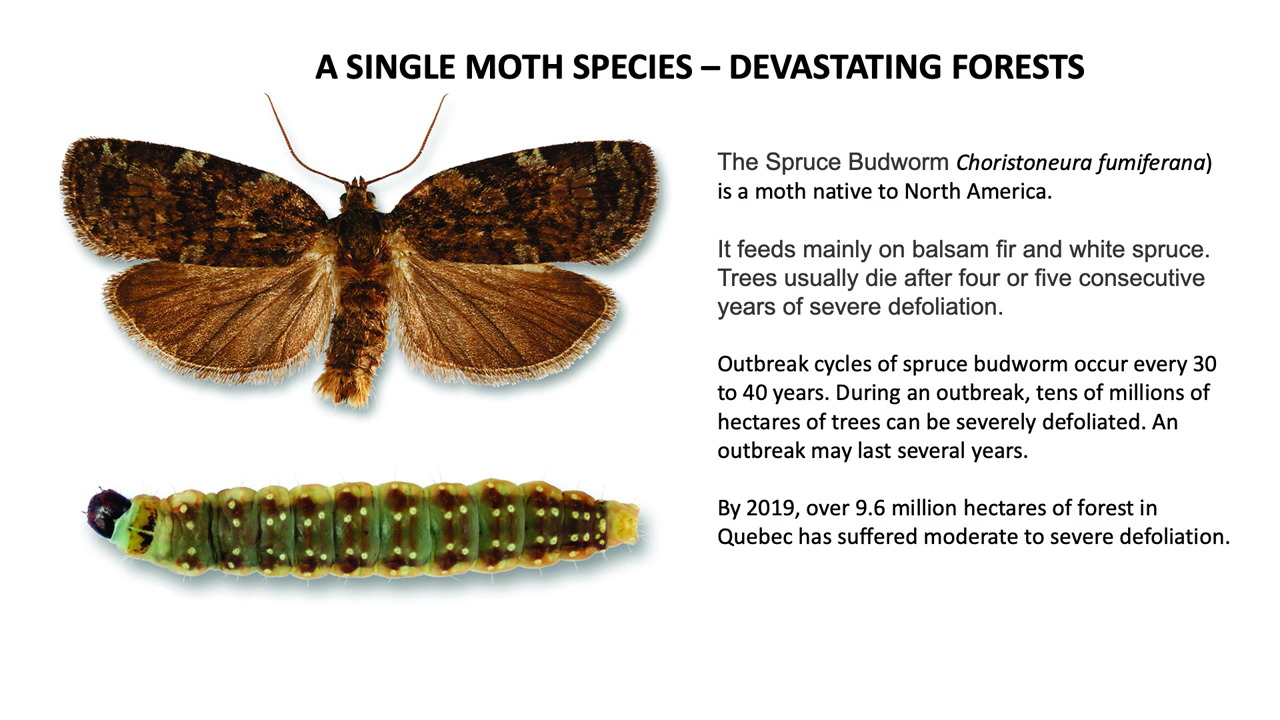 A SINGLE MOTH SPECIES – DEVASTATING FORESTS
The Spruce Budworm Choristoneura fumiferana)
is a moth native to North America.
It feeds mainly on balsam fir and white spruce.
Trees usually die after four or five consecutive
years of severe defoliation.
Outbreak cycles of spruce budworm occur every 30
to 40 years. During an outbreak, tens of millions of
hectares of trees can be severely defoliated. An
outbreak may last several years.
By 2019, over 9.6 million hectares of forest in
Quebec has suffered moderate to severe defoliation.